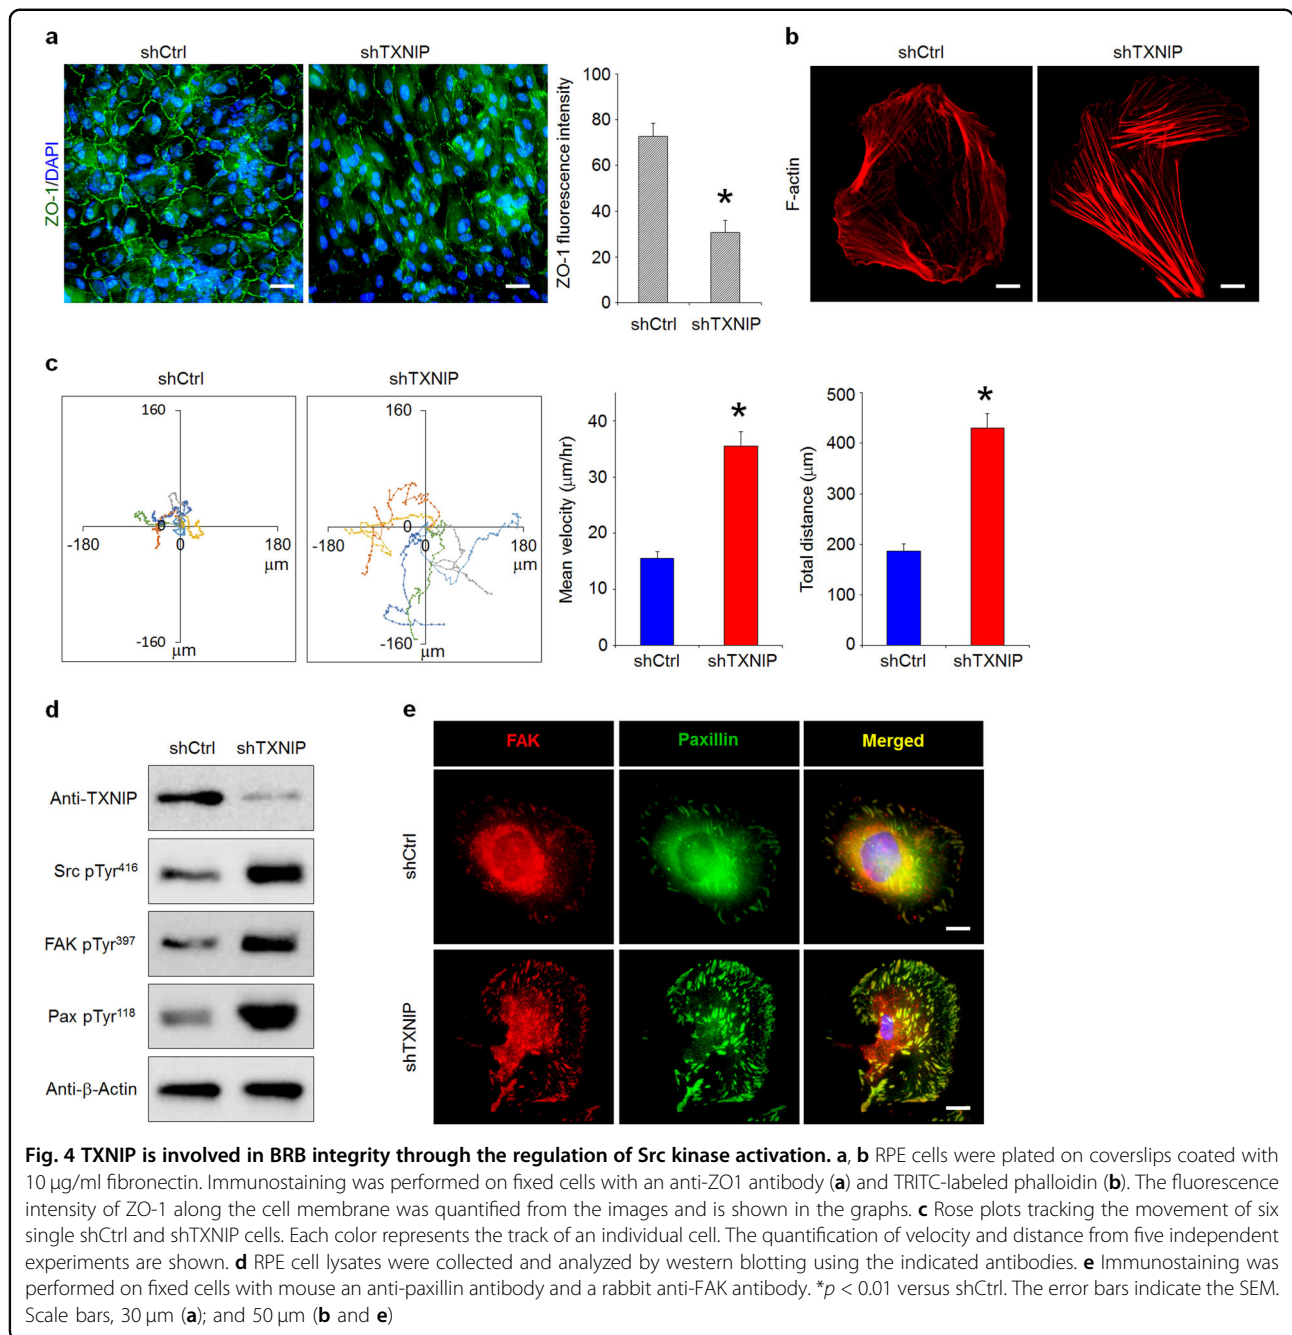 a
shCtrl
shTXNIP
ZO-1/DAPI
ZO-1 fluorescence intensity
100
80
60
40
20
0
*
shCtrl
shTXNIP
b
shCtrl
shTXNIP
F-actin
c
shCtrl
160
-180
0
0
180
μm
-160
μm
shTXNIP
160
-180
0
0
180
μm
-160
μm
Mean velocity (μm/hr)
40
30
20
10
0
*
shCtrl
shTXNIP
Total distance (μm)
500
400
300
200
100
0
*
shCtrl
shTXNIP
d
shCtrl
shTXNIP
Anti-TXNIP
Src pTyr⁴¹⁶
FAK pTyr³⁹⁷
Pax pTyr¹¹⁸
Anti-β-Actin
e
FAK
Paxillin
Merged
shCtrl
shTXNIP
Fig. 4 TXNIP is involved in BRB integrity through the regulation of Src kinase activation. a, b RPE cells were plated on coverslips coated with
10 μg/ml fibronectin. Immunostaining was performed on fixed cells with an anti-ZO1 antibody (a) and TRITC-labeled phalloidin (b). The fluorescence
intensity of ZO-1 along the cell membrane was quantified from the images and is shown in the graphs. c Rose plots tracking the movement of six
single shCtrl and shTXNIP cells. Each color represents the track of an individual cell. The quantification of velocity and distance from five independent
experiments are shown. d RPE cell lysates were collected and analyzed by western blotting using the indicated antibodies. e Immunostaining was
performed on fixed cells with mouse an anti-paxillin antibody and a rabbit anti-FAK antibody. *p < 0.01 versus shCtrl. The error bars indicate the SEM.
Scale bars, 30 μm (a); and 50 μm (b and e)